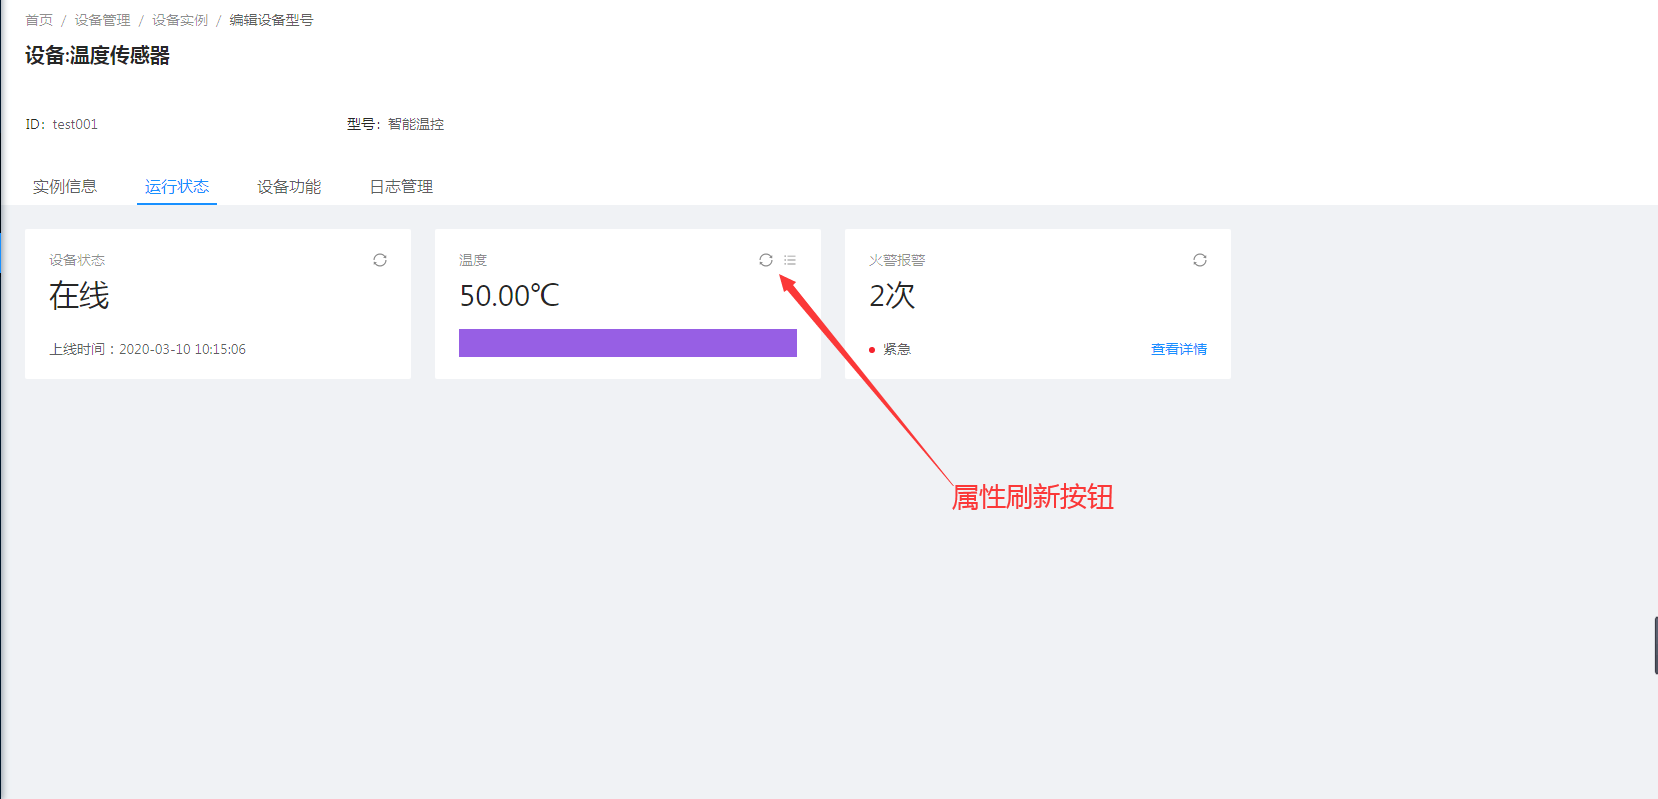 首页 / 设备管理 / 设备实例 / 编辑设备型号
设备:温度传感器
ID: test001
型号: 智能温控
实例信息 运行状态 设备功能 日志管理
设备状态
在线
上线时间：2020-03-10 10:15:06
温度
50.00℃
火警报警
2次
紧急
查看详情
属性刷新按钮